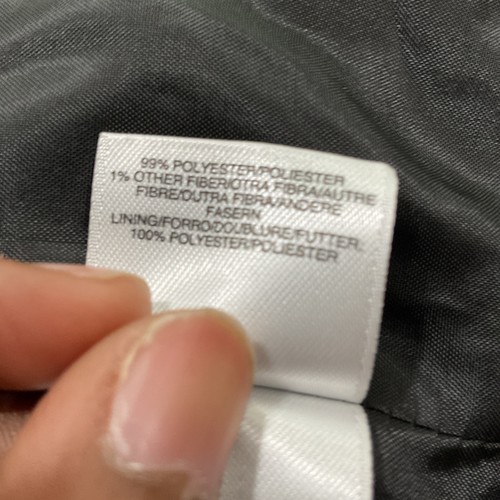 99% POLYESTER/POLIESTER
1% OTHER FIBER/OTRA FIBRA/AUTRE
FIBRE/OUTRA FIBRA/ANDERE
FASERN
LINING/FORRO/DOUBLURE/FUTTER.
100% POLYESTER/POLIESTER